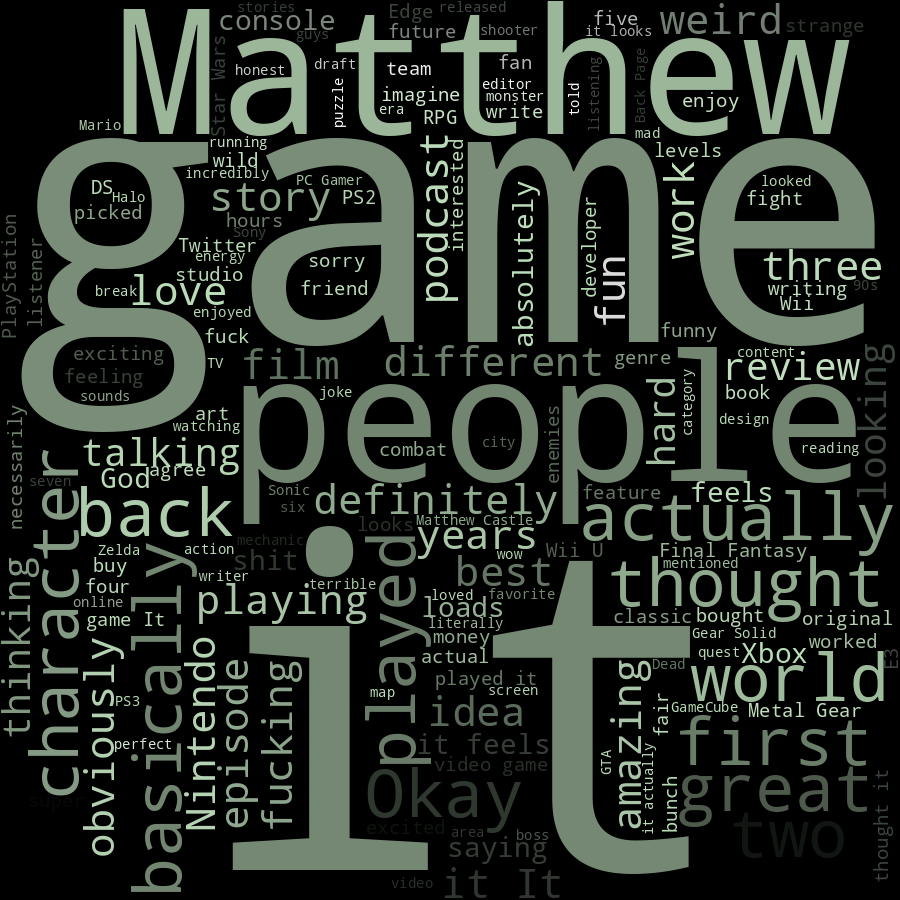 stories
released
Edge
console
weird
five
strange
future
shooter
it looks
guys
Matthew
Star Wars
honest
draft
team
fan
puzzle
imagine
editor
monster
told
listening
Back Page
enjoy
era
RPG
write
Mario
mad
running
levels
wild
incredibly
game
DS
Halo
picked
PC Gamer
story
PS2
podcast
interested
absolutely
developer
work
looked
fight
hours
Sony
Twitter
energy
studio
PlayStation
listener
sorry
friend
fun
three
writing
Wii
90s
break
love
enjoyed
fuck
funny
exciting
feeling
sounds
TV
film
different
genre
content
review
looking
joke
people
hard
category
book
design
art
watching
necessarily
talking
agree
God
combat
city
enemies
reading
seven
character
back
Sonic
six
definitely
feature
feels
actually
looks
Matthew Castle
years
mechanic
wow
Wii U
Final Fantasy
mentioned
Zelda
action
shit
buy
four
online
writer
terrible
best
favorite
thought
thinking
basically
playing
played
loved
loads
literally
classic
bought
original
game It
money
Gear Solid
worked
obviously
Nintendo
episode
fucking
actual
it
Dead
quest
Xbox
E3
played it
screen
world
PS3
map
idea
amazing
fair
GameCube
Metal Gear
perfect
it feels
first
video game
GTA
it actually
bunch
great
super
Okay
excited
area
boss
two
thought it
saying
video
it It